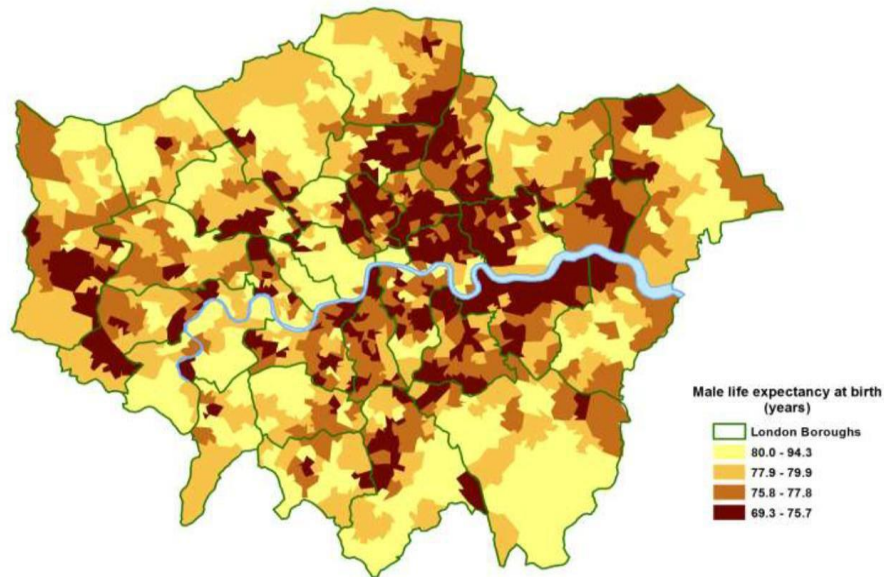 Male life expectancy at birth
(years)
London Boroughs
80.0 - 94.3
77.9 - 79.9
75.8 - 77.8
69.3 - 75.7